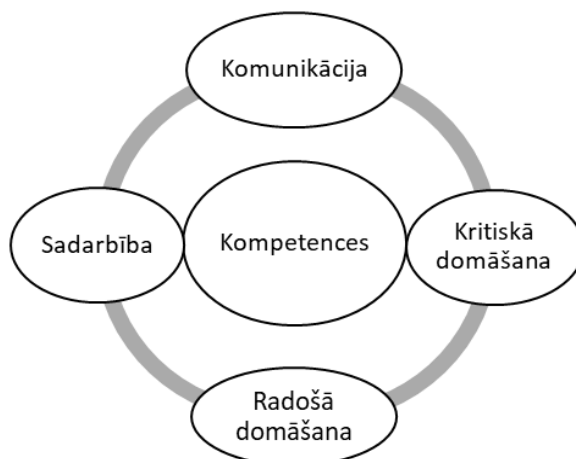 Komunikācija
Sadarbība
Kompetences
Kritiskā
domāšana
Radošā
domāšana